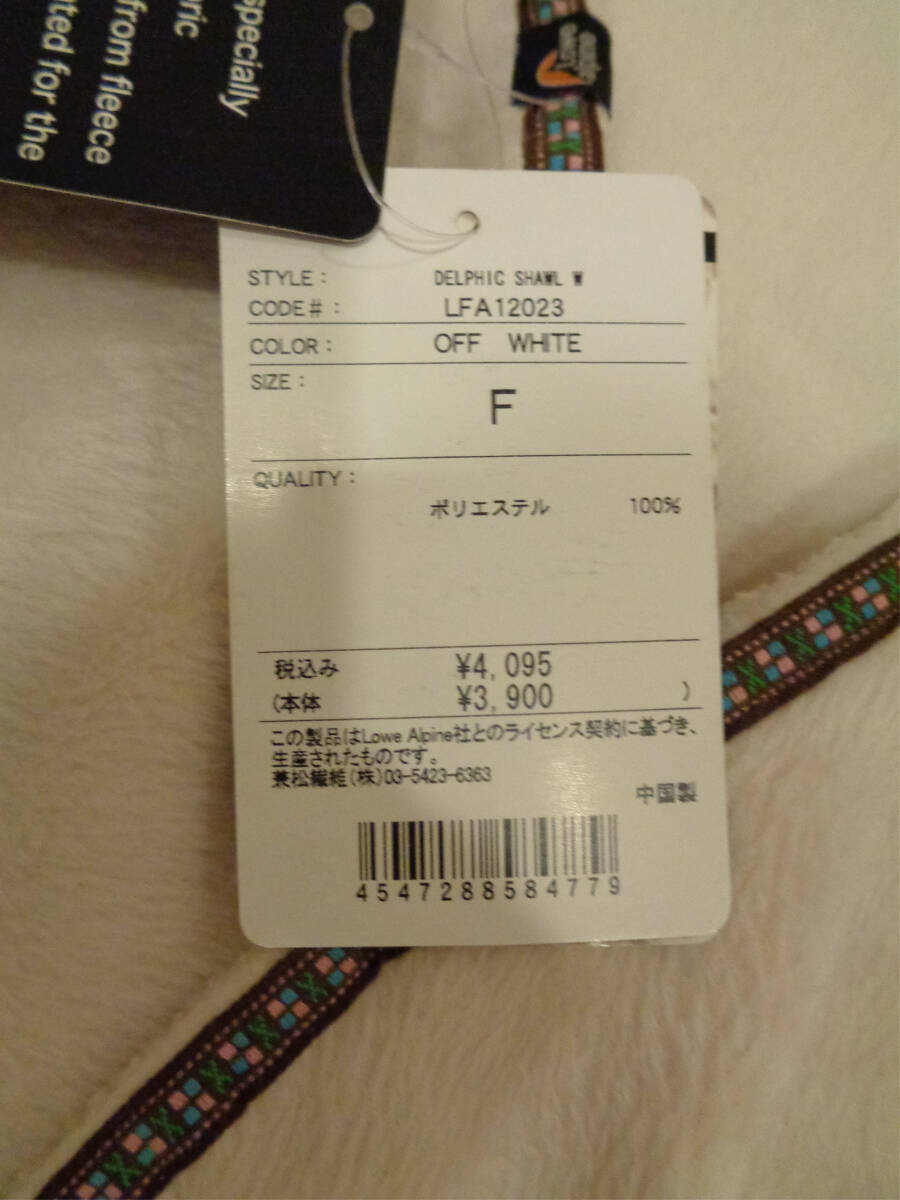 Specially
ric
from fleece
ted for the
lowe
alpine
STYLE : DELPHIC SHAWL W
CODE# : LFA12023
COLOR : OFF WHITE
SIZE : F
QUALITY :
ポリエステル 100%
税込み ¥4,095
(本体 ¥3,900 )
この製品はLowe Alpine社とのライセンス契約に基づき、
生産されたものです。
兼松繊維(株)03-5423-6363
中国製
4547288584779